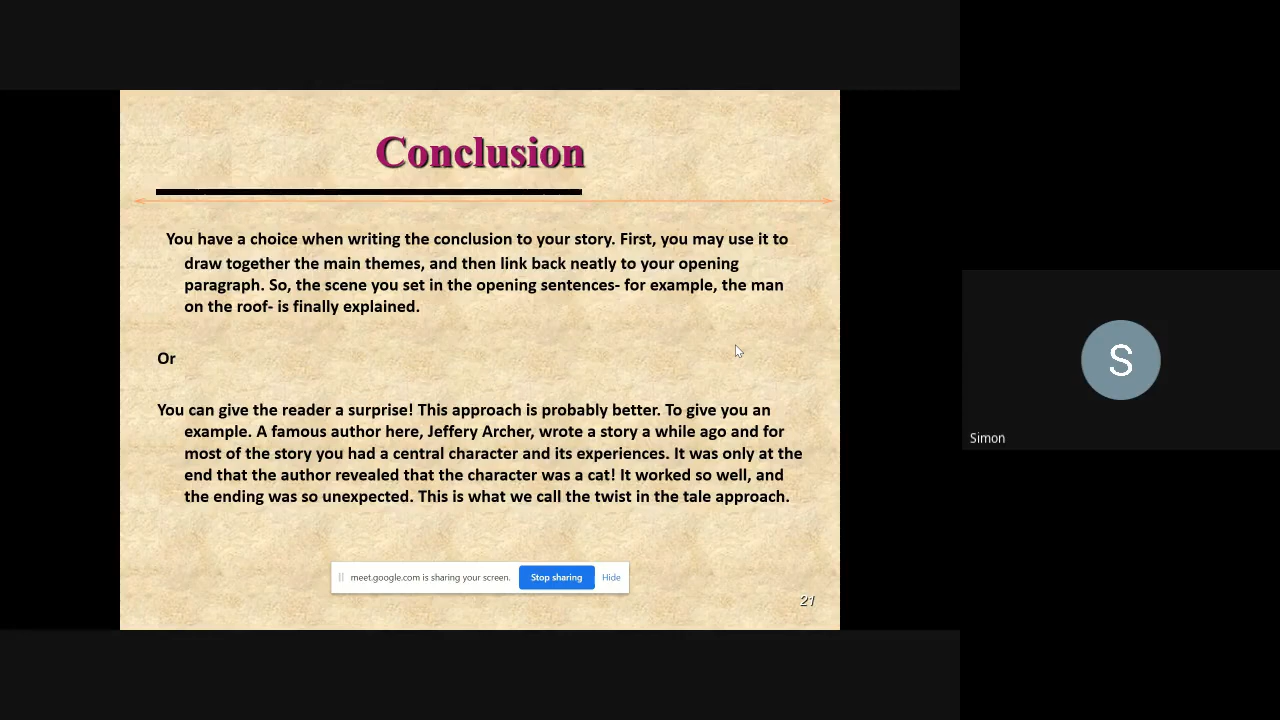 Conclusion
You have a choice when writing the conclusion to your story. First, you may use it to
draw together the main themes, and then link back neatly to your opening
paragraph. So, the scene you set in the opening sentences- for example, the man
on the roof- is finally explained.
Or
You can give the reader a surprise! This approach is probably better. To give you an
example. A famous author here, Jeffery Archer, wrote a story a while ago and for
most of the story you had a central character and its experiences. It was only at the
end that the author revealed that the character was a cat! It worked so well, and
the ending was so unexpected. This is what we call the twist in the tale approach.
meet.google.com is sharing your screen. Stop sharing Hide
21
S
Simon